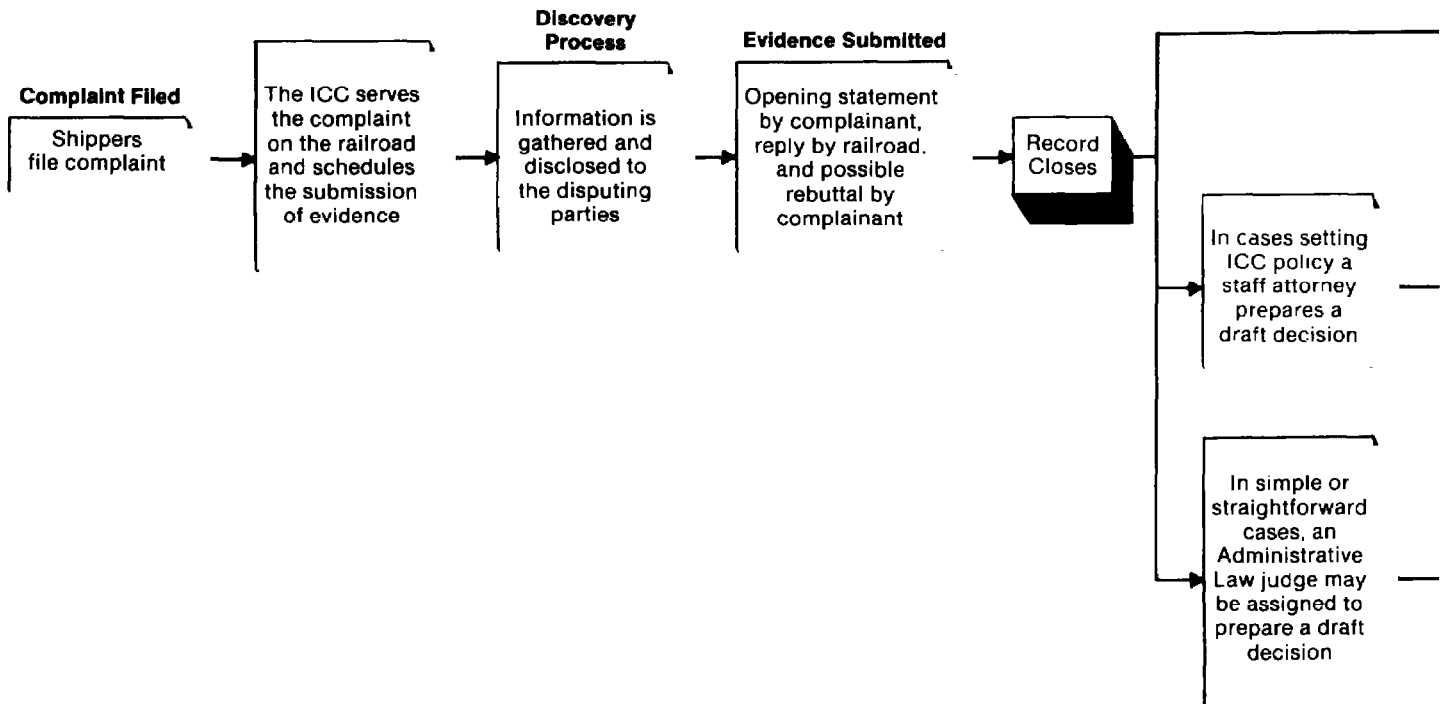 Complaint Filed
Shippers
file complaint
The ICC serves
the complaint
on the railroad
and schedules
the submission
of evidence
Discovery
Process
Information is
gathered and
disclosed to
the disputing
parties
Evidence Submitted
Opening statement
by complainant,
reply by railroad.
and possible
rebuttal by
complainant
Record
Closes
In cases setting
ICC policy a
staff attorney
prepares a
draft decision
In simple or
straightforward
cases, an
Administrative
Law judge may
be assigned to
prepare a draft
decision